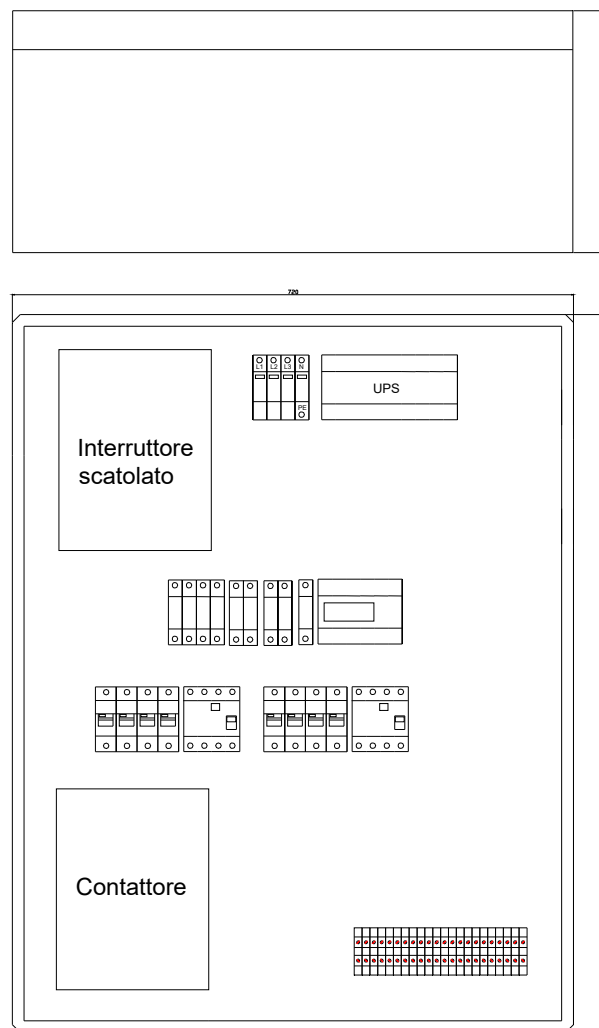 720
L1 L2 L3 N
PE
UPS
Interruttore
scatolato
Contattore